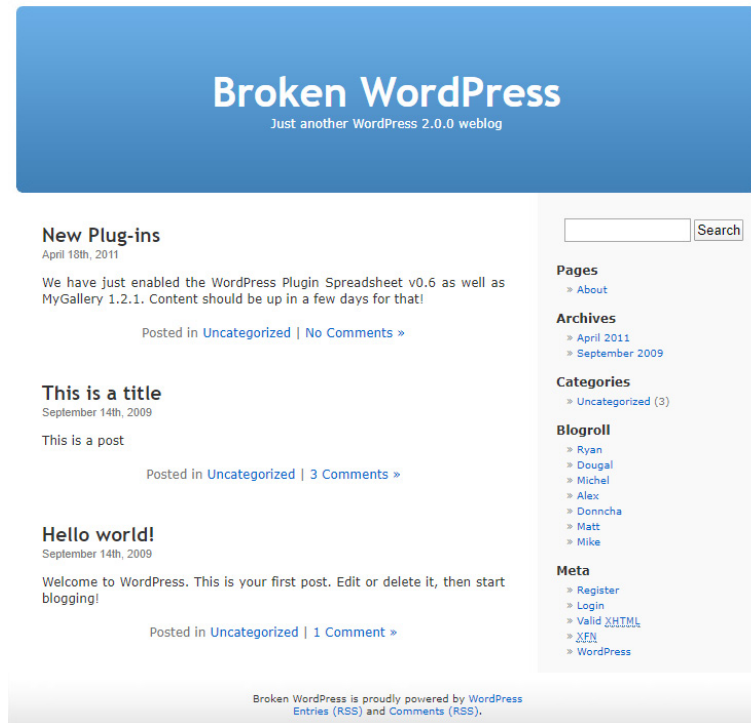 Broken WordPress
Just another WordPress 2.0.0 weblog
New Plug-ins
April 18th, 2011
We have just enabled the WordPress Plugin Spreadsheet v0.6 as well as
MyGallery 1.2.1. Content should be up in a few days for that!
Posted in Uncategorized | No Comments »
This is a title
September 14th, 2009
This is a post
Posted in Uncategorized | 3 Comments »
Hello world!
September 14th, 2009
Welcome to WordPress. This is your first post. Edit or delete it, then start
blogging!
Posted in Uncategorized | 1 Comment »
Search
Pages
» About
Archives
» April 2011
» September 2009
Categories
» Uncategorized (3)
Blogroll
» Ryan
» Dougal
» Michel
» Alex
» Donncha
» Matt
» Mike
Meta
» Register
» Login
» Valid XHTML
» XFN
» WordPress
Broken WordPress is proudly powered by WordPress
Entries (RSS) and Comments (RSS).